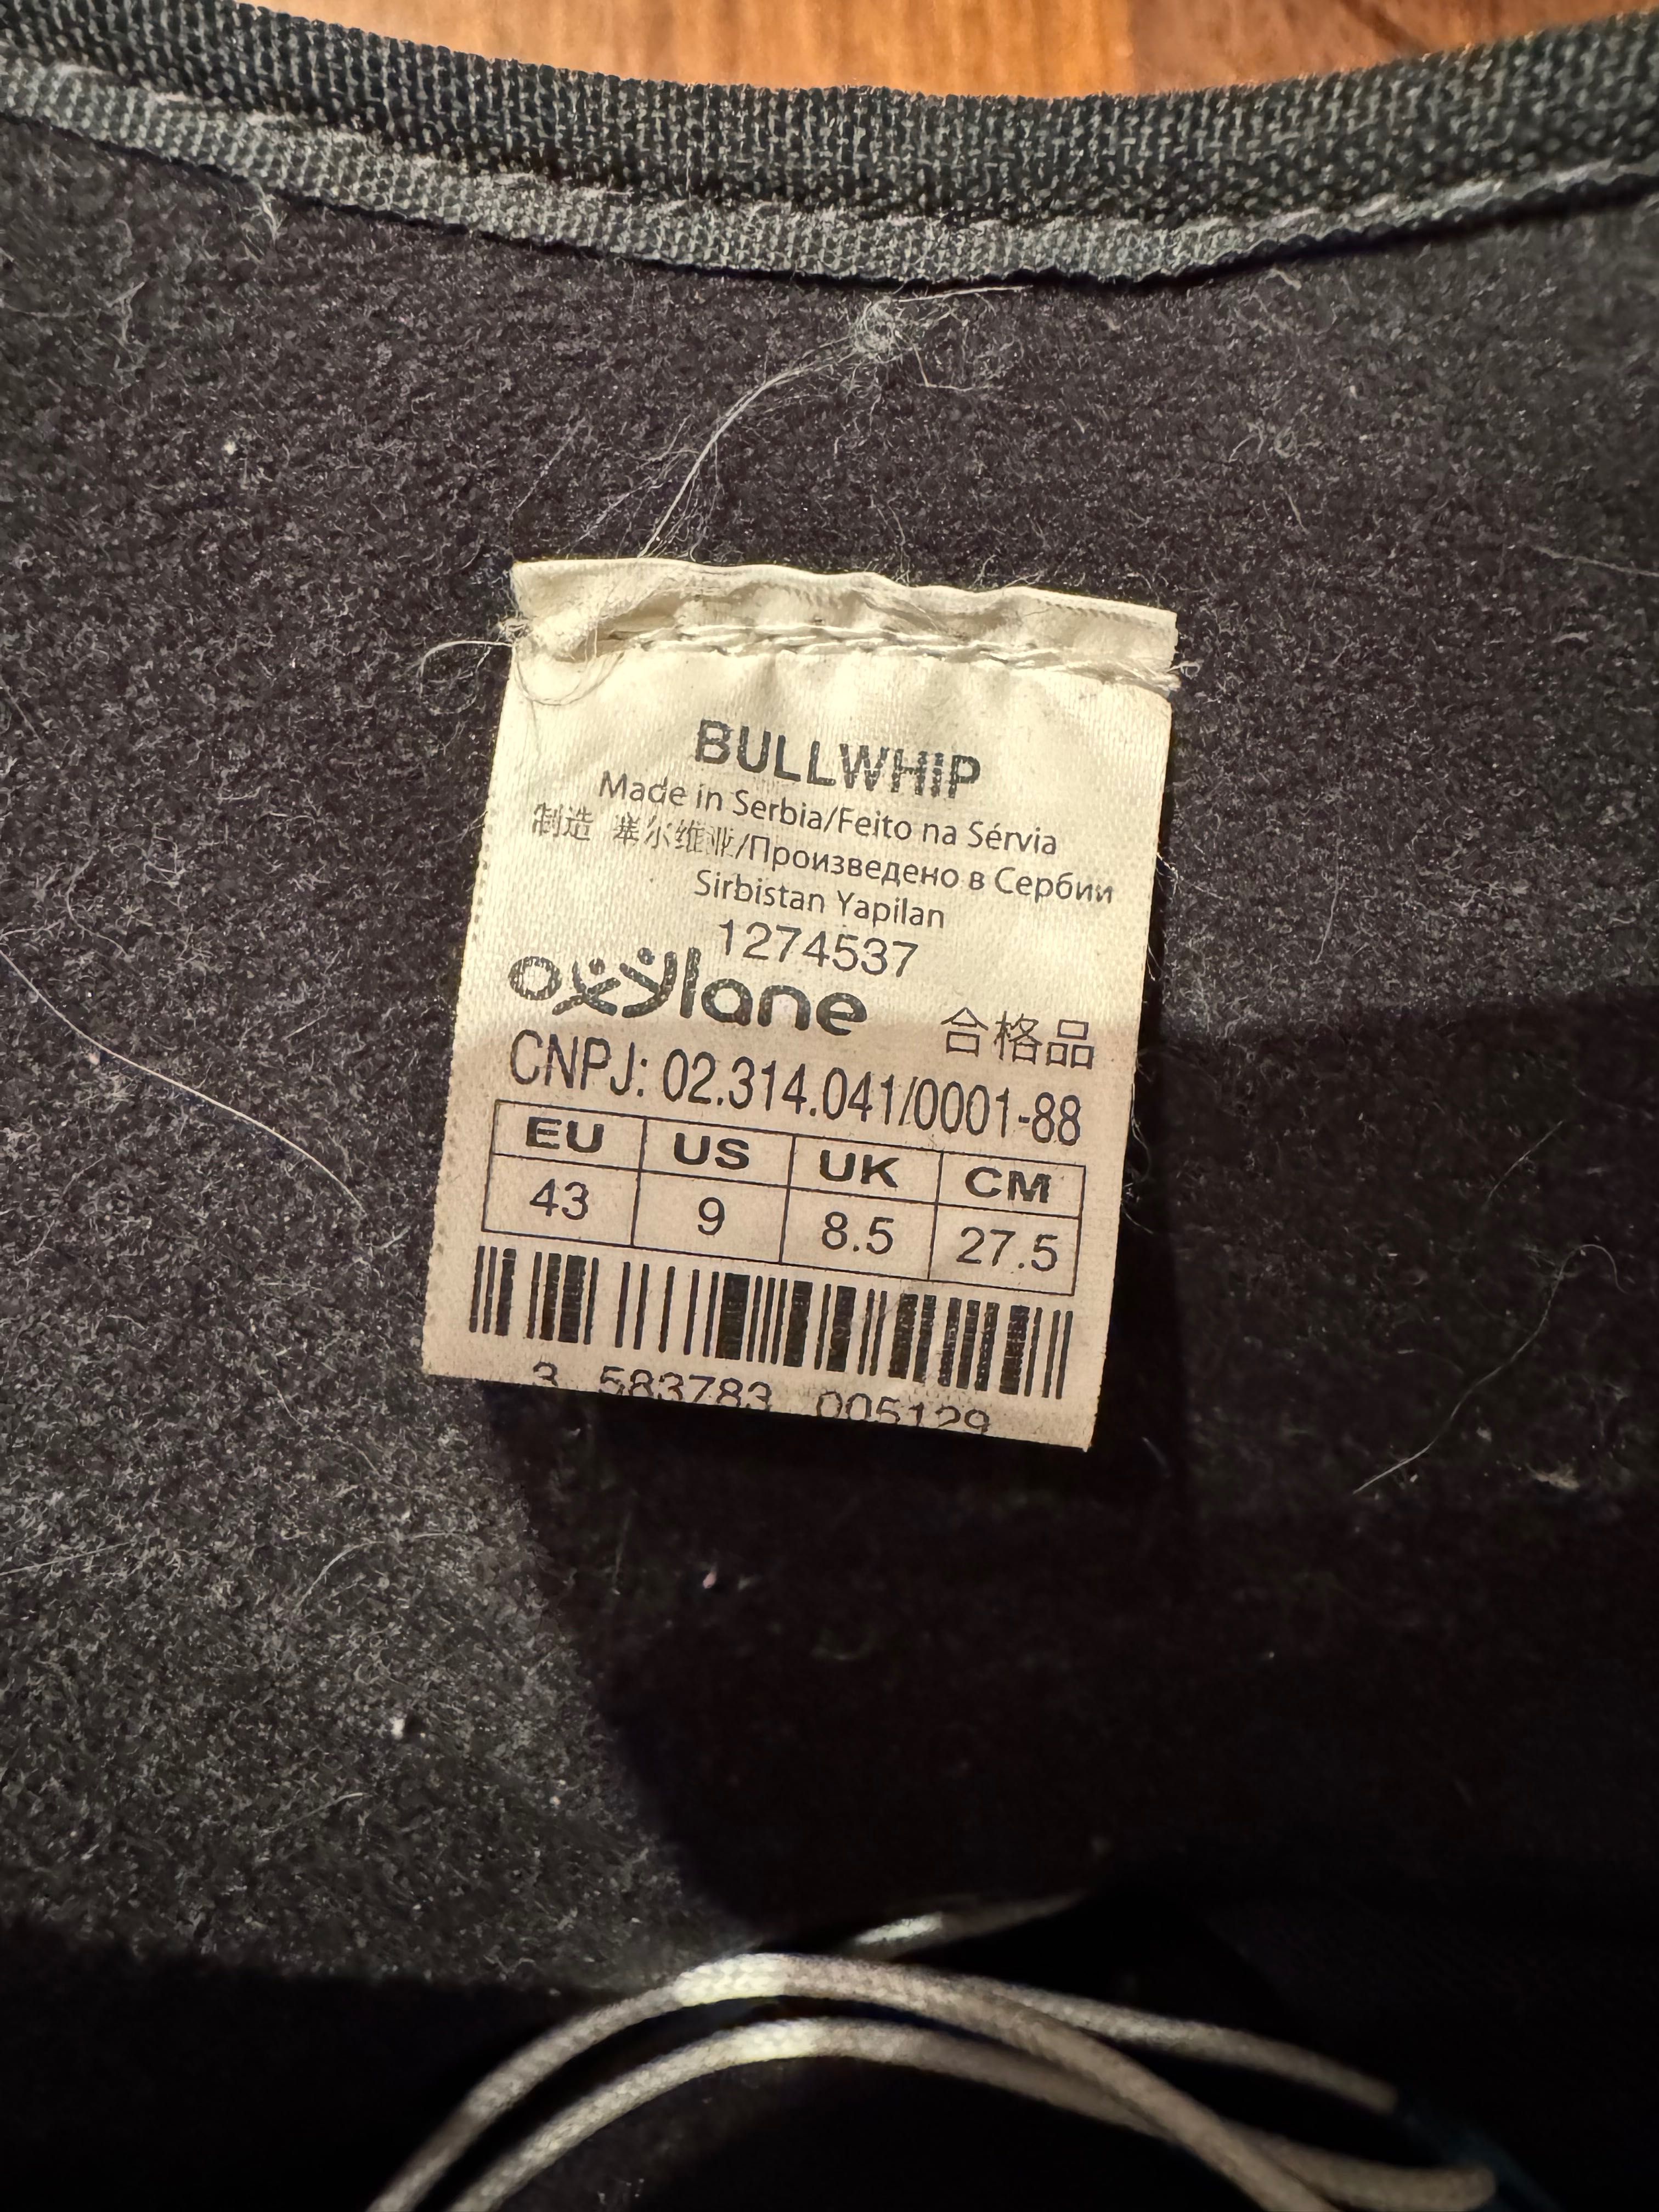 BULLWHIP
Made in Serbia/Feito na Sérvia
制造 塞尔维亚/Произведено в Сербии
Sirbistan Yapilan
1274537
oxylane 合格品
CNPJ: 02.314.041/0001-88
EU US UK CM
43 9 8.5 27.5
3 583783 005129